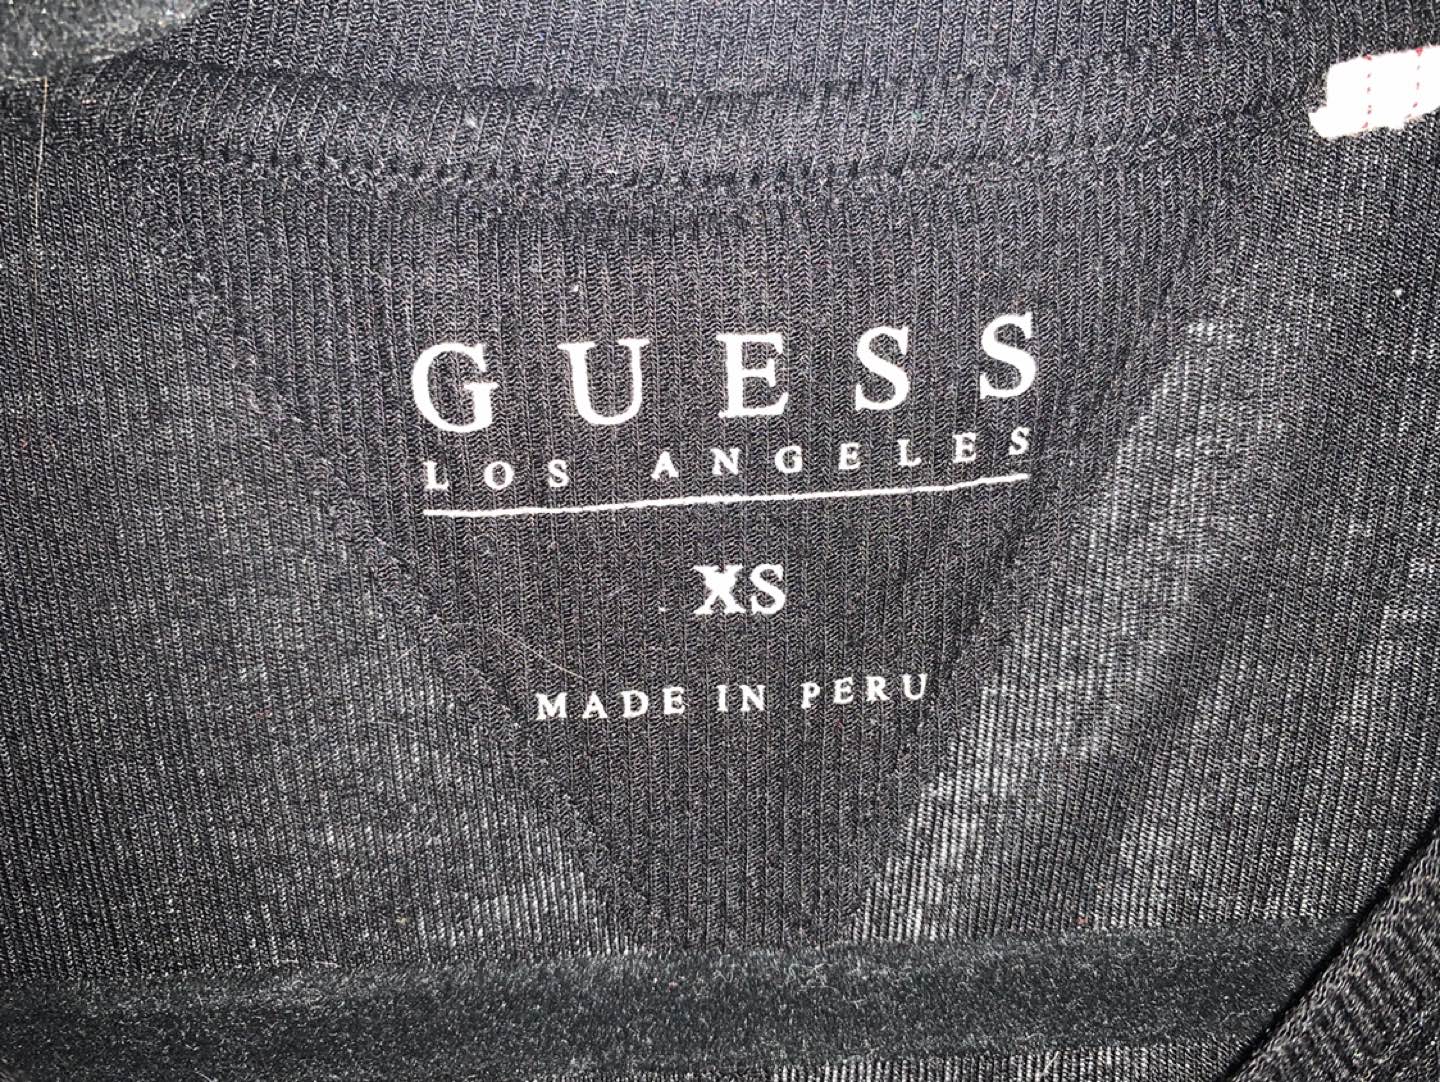 GUESS
LOS ANGELES
XS
MADE IN PERU